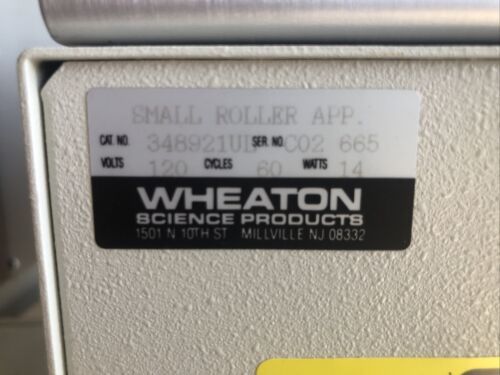 SMALL ROLLER APP.
CAT. NO. 348921UL SER. NO. C02 665
VOLTS 120 CYCLES 60 WATTS 14
WHEATON
SCIENCE PRODUCTS
1501 N 10TH ST MILLVILLE NJ 08332